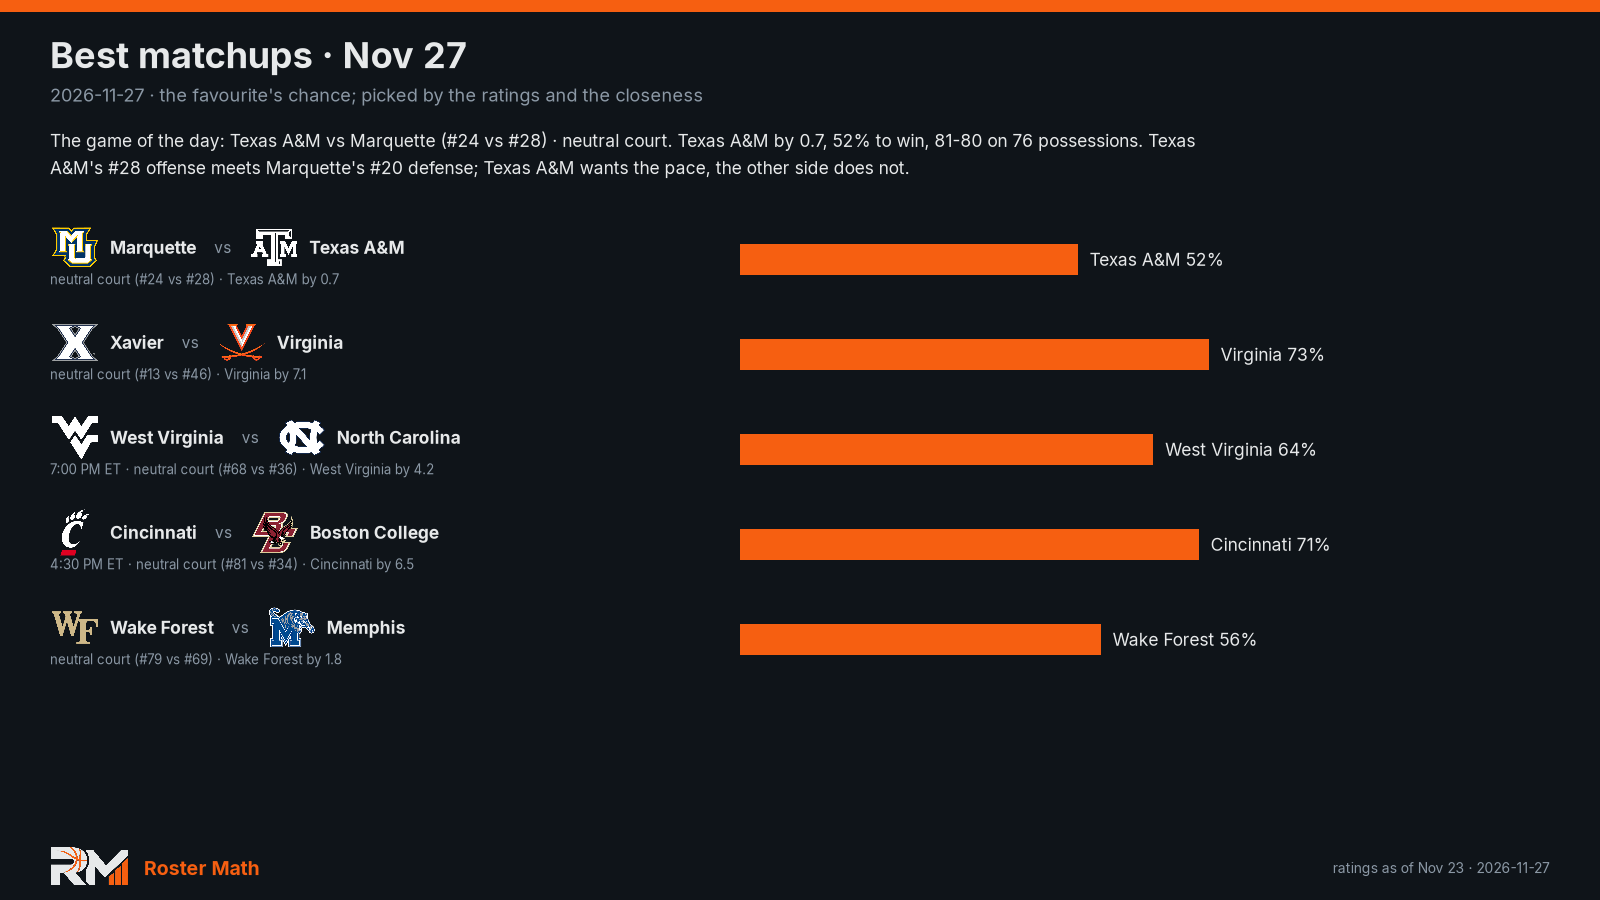 Best matchups · Nov 27
2026-11-27 · the favourite's chance; picked by the ratings and the closeness
The game of the day: Texas A&M vs Marquette (#24 vs #28) · neutral court. Texas A&M by 0.7, 52% to win, 81-80 on 76 possessions. Texas
A&M's #28 offense meets Marquette's #20 defense; Texas A&M wants the pace, the other side does not.
MU Marquette vs ATM Texas A&M
neutral court (#24 vs #28) · Texas A&M by 0.7
Texas A&M 52%
X Xavier vs V Virginia
neutral court (#13 vs #46) · Virginia by 7.1
Virginia 73%
WV West Virginia vs NC North Carolina
7:00 PM ET · neutral court (#68 vs #36) · West Virginia by 4.2
West Virginia 64%
C Cincinnati vs BC Boston College
4:30 PM ET · neutral court (#81 vs #34) · Cincinnati by 6.5
Cincinnati 71%
WF Wake Forest vs M Memphis
neutral court (#79 vs #69) · Wake Forest by 1.8
Wake Forest 56%
RM Roster Math
ratings as of Nov 23 · 2026-11-27